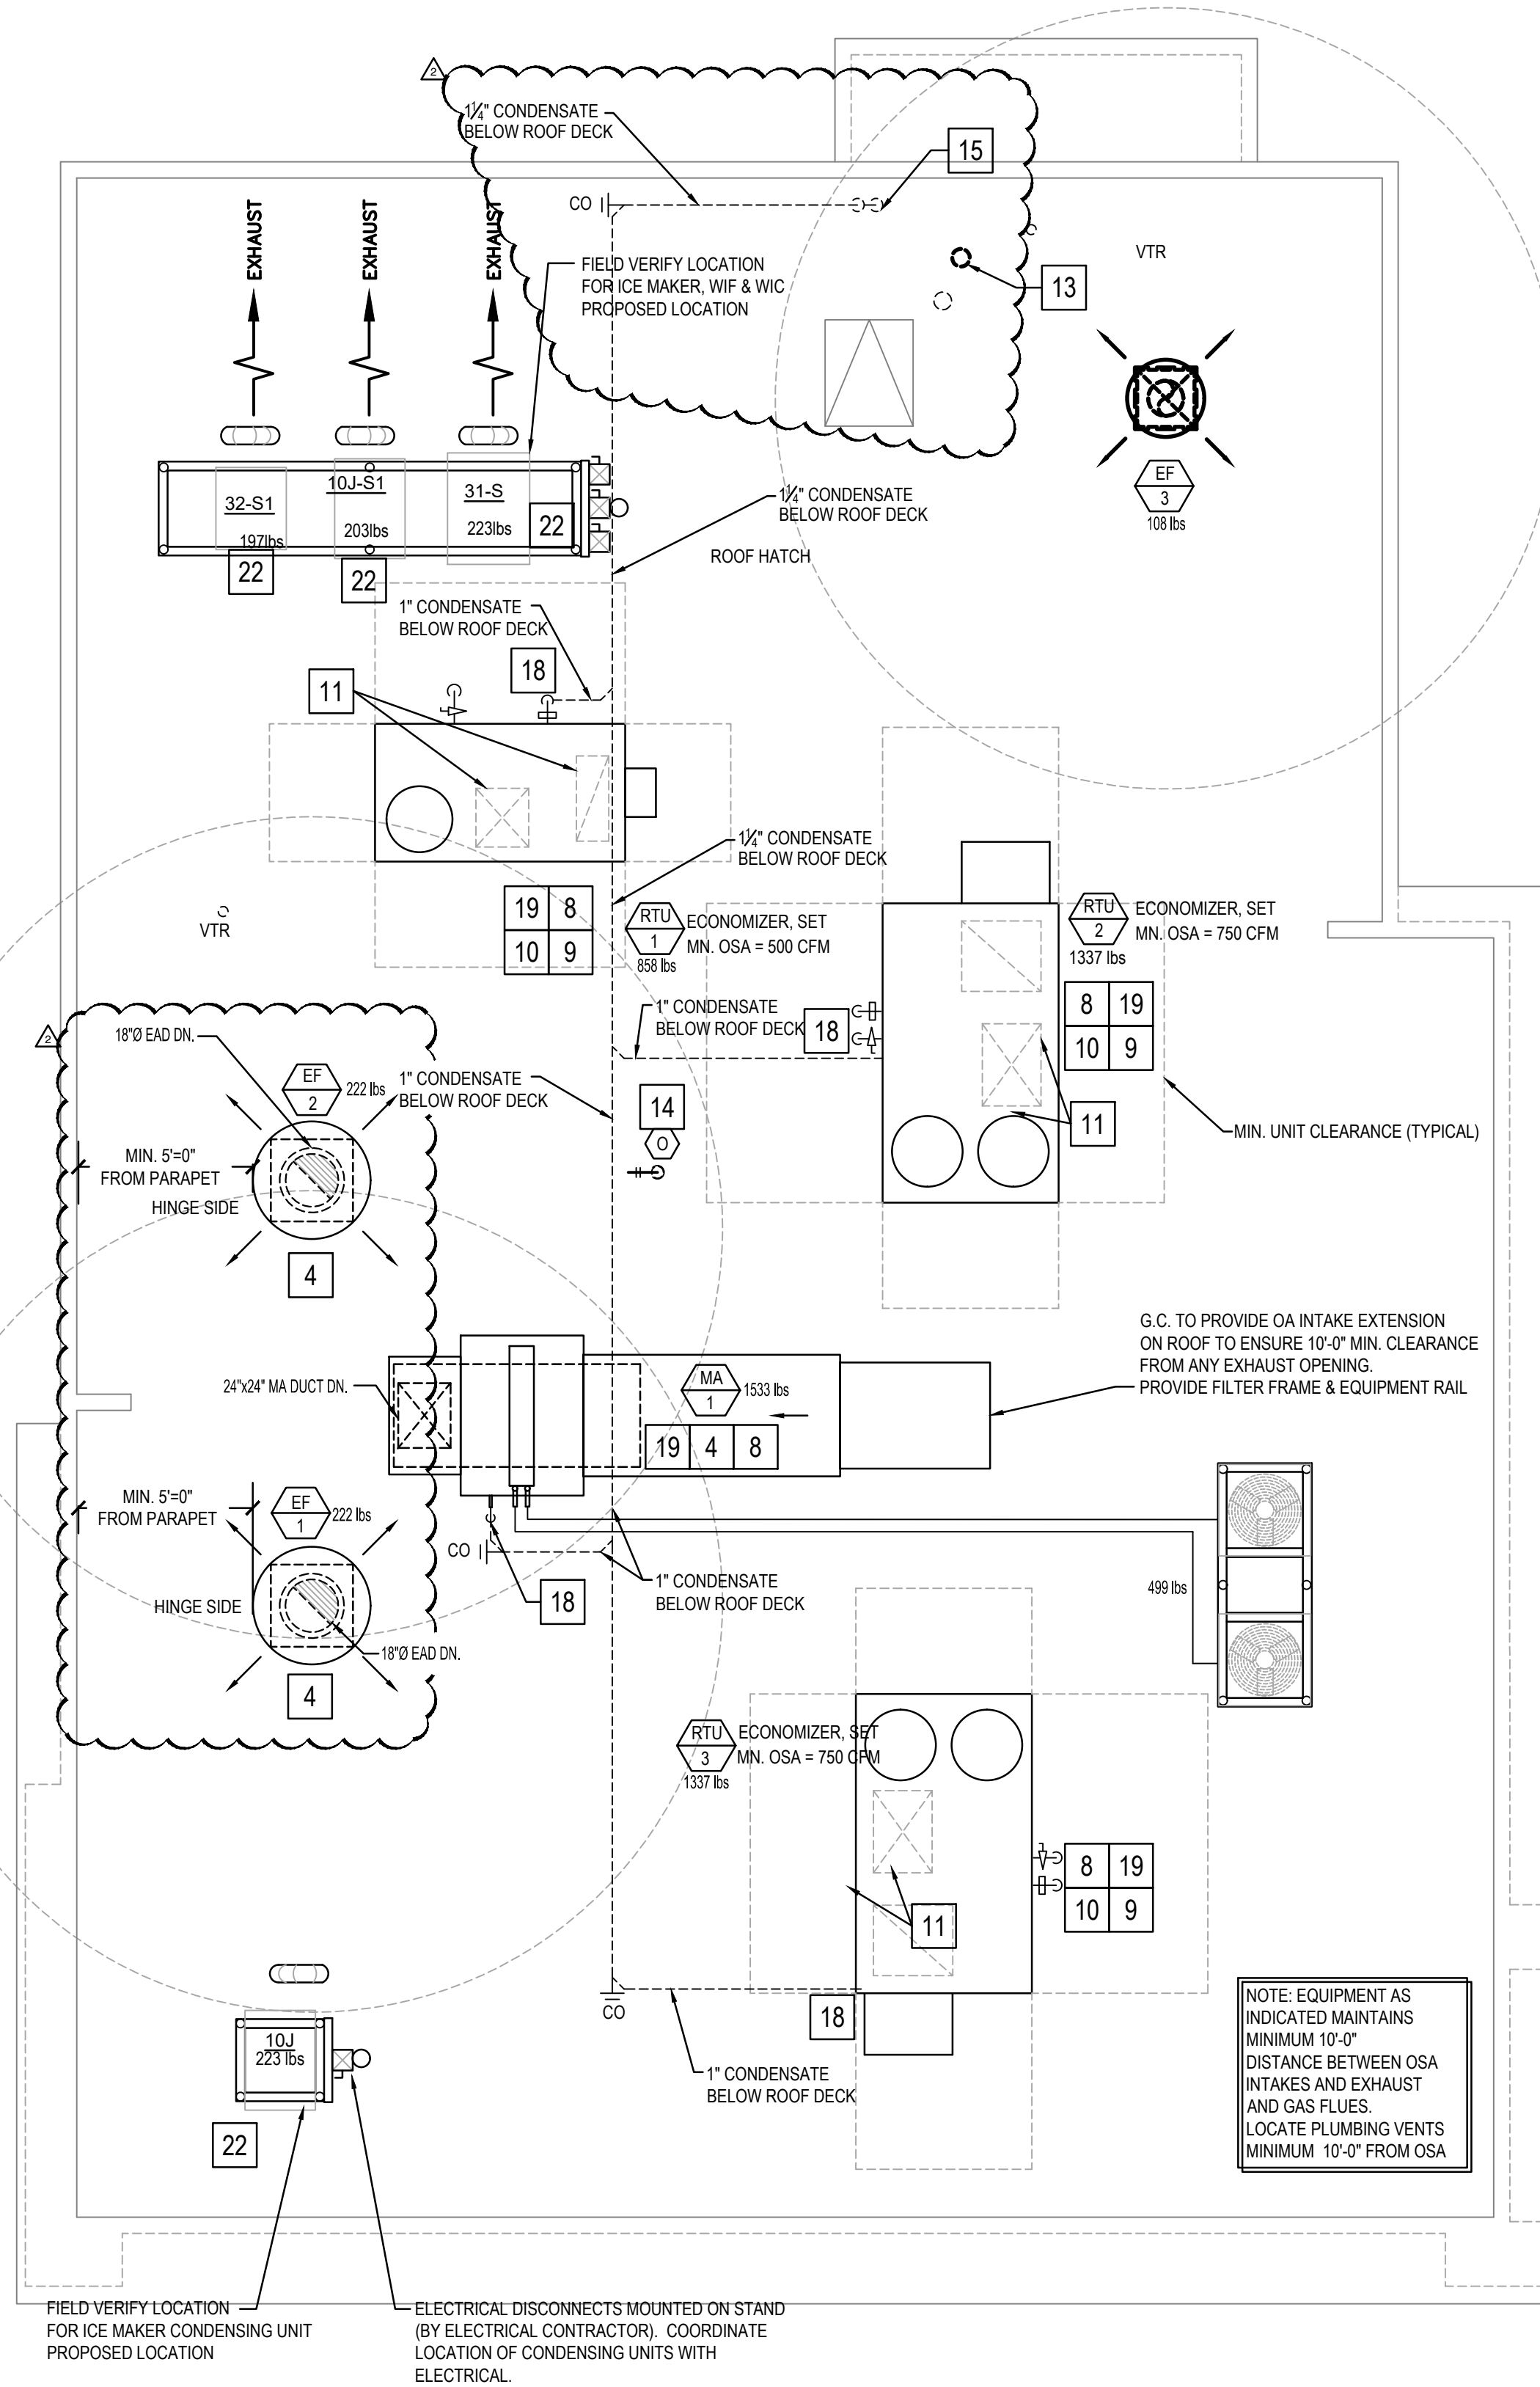 2
1¼" CONDENSATE
BELOW ROOF DECK
15
CO
EXHAUST
EXHAUST
EXHAUST
FIELD VERIFY LOCATION
FOR ICE MAKER, WIF & WIC
PROPOSED LOCATION
13
VTR
EF
3
108 lbs
32-S1
197lbs
10J-S1
203lbs
31-S
223lbs
22
22
22
1¼" CONDENSATE
BELOW ROOF DECK
ROOF HATCH
1" CONDENSATE
BELOW ROOF DECK
18
11
1¼" CONDENSATE
BELOW ROOF DECK
VTR
19 8
10 9
RTU
1
858 lbs
ECONOMIZER, SET
MN. OSA = 500 CFM
RTU
2
1337 lbs
ECONOMIZER, SET
MN. OSA = 750 CFM
8 19
10 9
1" CONDENSATE
BELOW ROOF DECK
18
2
18"Ø EAD DN.
EF
2
222 lbs
1" CONDENSATE
BELOW ROOF DECK
14
O
11
MIN. UNIT CLEARANCE (TYPICAL)
MIN. 5'=0"
FROM PARAPET
HINGE SIDE
4
G.C. TO PROVIDE OA INTAKE EXTENSION
ON ROOF TO ENSURE 10'-0" MIN. CLEARANCE
FROM ANY EXHAUST OPENING.
PROVIDE FILTER FRAME & EQUIPMENT RAIL
24"x24" MA DUCT DN.
MA
1
1533 lbs
19 4 8
MIN. 5'=0"
FROM PARAPET
EF
1
222 lbs
CO
18
1" CONDENSATE
BELOW ROOF DECK
499 lbs
HINGE SIDE
18"Ø EAD DN.
4
RTU
3
1337 lbs
ECONOMIZER, SET
MN. OSA = 750 CFM
8 19
10 9
11
CO
18
1" CONDENSATE
BELOW ROOF DECK
NOTE: EQUIPMENT AS
INDICATED MAINTAINS
MINIMUM 10'-0"
DISTANCE BETWEEN OSA
INTAKES AND EXHAUST
AND GAS FLUES.
LOCATE PLUMBING VENTS
MINIMUM 10'-0" FROM OSA
10J
223 lbs
22
FIELD VERIFY LOCATION
FOR ICE MAKER CONDENSING UNIT
PROPOSED LOCATION
ELECTRICAL DISCONNECTS MOUNTED ON STAND
(BY ELECTRICAL CONTRACTOR). COORDINATE
LOCATION OF CONDENSING UNITS WITH
ELECTRICAL.